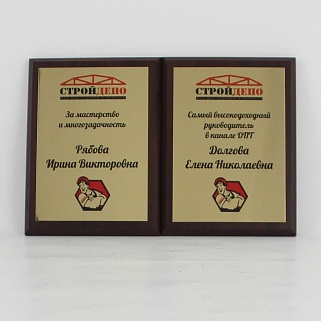 СТРОЙДЕПО
За мастерство
и многозадачность
Рябова
Ирина Викторовна
СТРОЙДЕПО
Самый высокодоходный
руководитель
в канале ОПТ
Долгова
Елена Николаевна